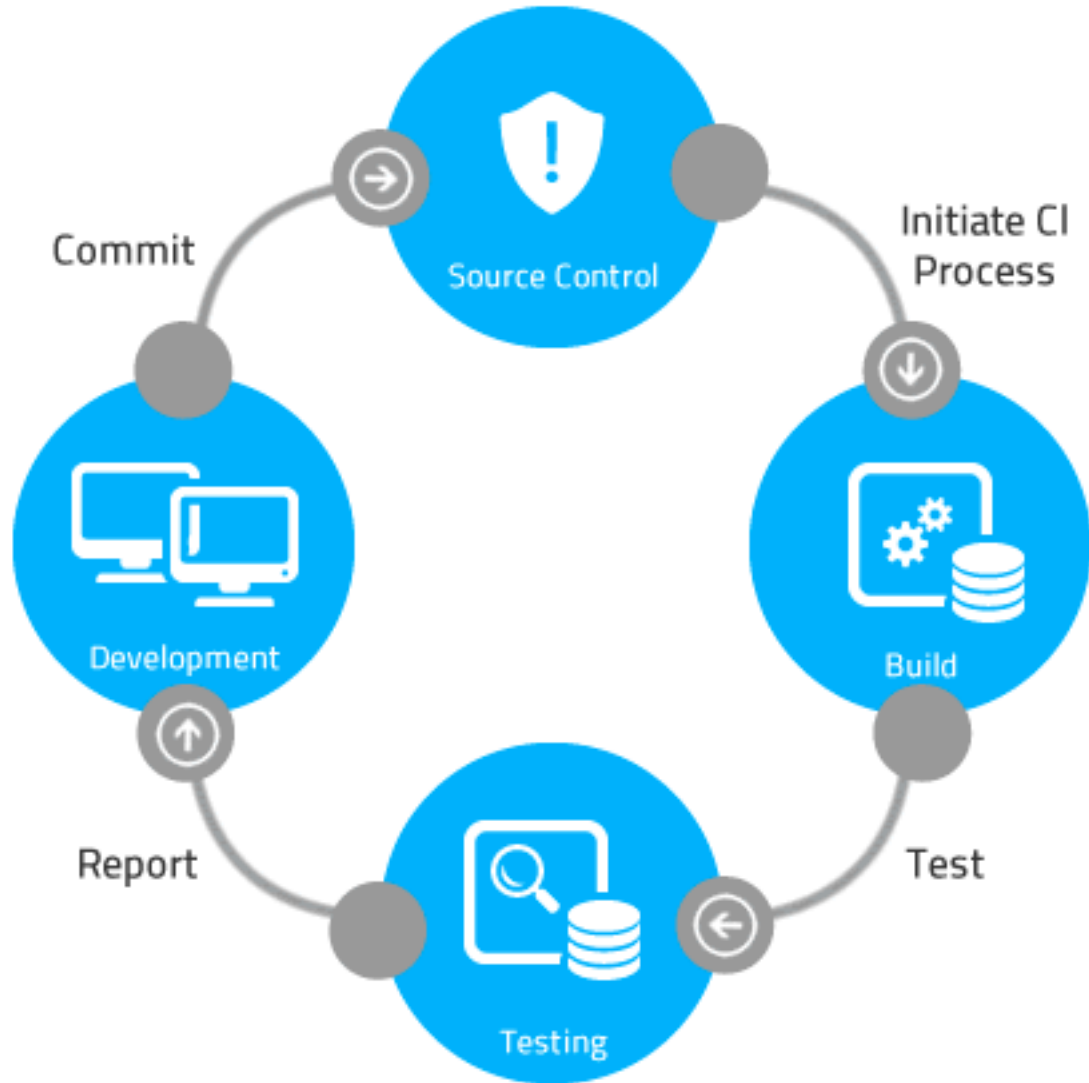 Source Control
Commit
Initiate CI
Process
Development
Build
Report
Test
Testing